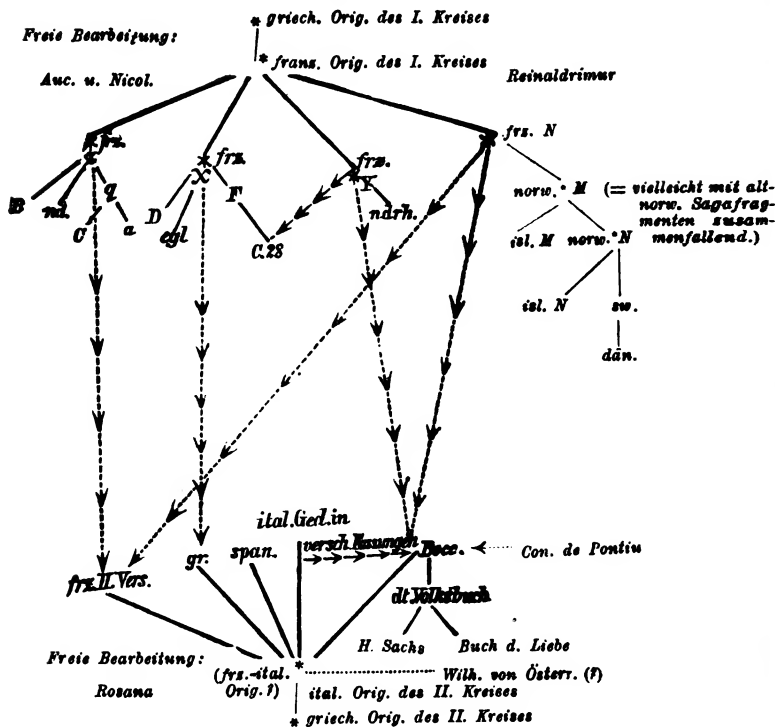 * griech. Orig. des I. Kreises
Freie Bearbeitung:
* franz. Orig. des I. Kreises
Auc. u. Nicol.
Reinaldrimur
frz.
frz.
X
frz.
* Y
frz. N
B
nd.
q
C
a
D
egl
F
C. 28
ndrh.
norw. * M (= vielleicht mit alt-
norw. Sagafrag-
menten zusam-
menfallend.)
isl. M
norw. * N
isl. N
sw.
dän.
ital. Ged. in
versch. Fassungen
gr.
span.
Bocc.
Con. de Pontiu
frz. II. Vers.
dt. Volksbuch
H. Sachs
Buch d. Liebe
Freie Bearbeitung:
Rosana
(frz.-ital.
Orig. ?)
*
Wilh. von Österr. (?)
ital. Orig. des II. Kreises
* griech. Orig. des II. Kreises